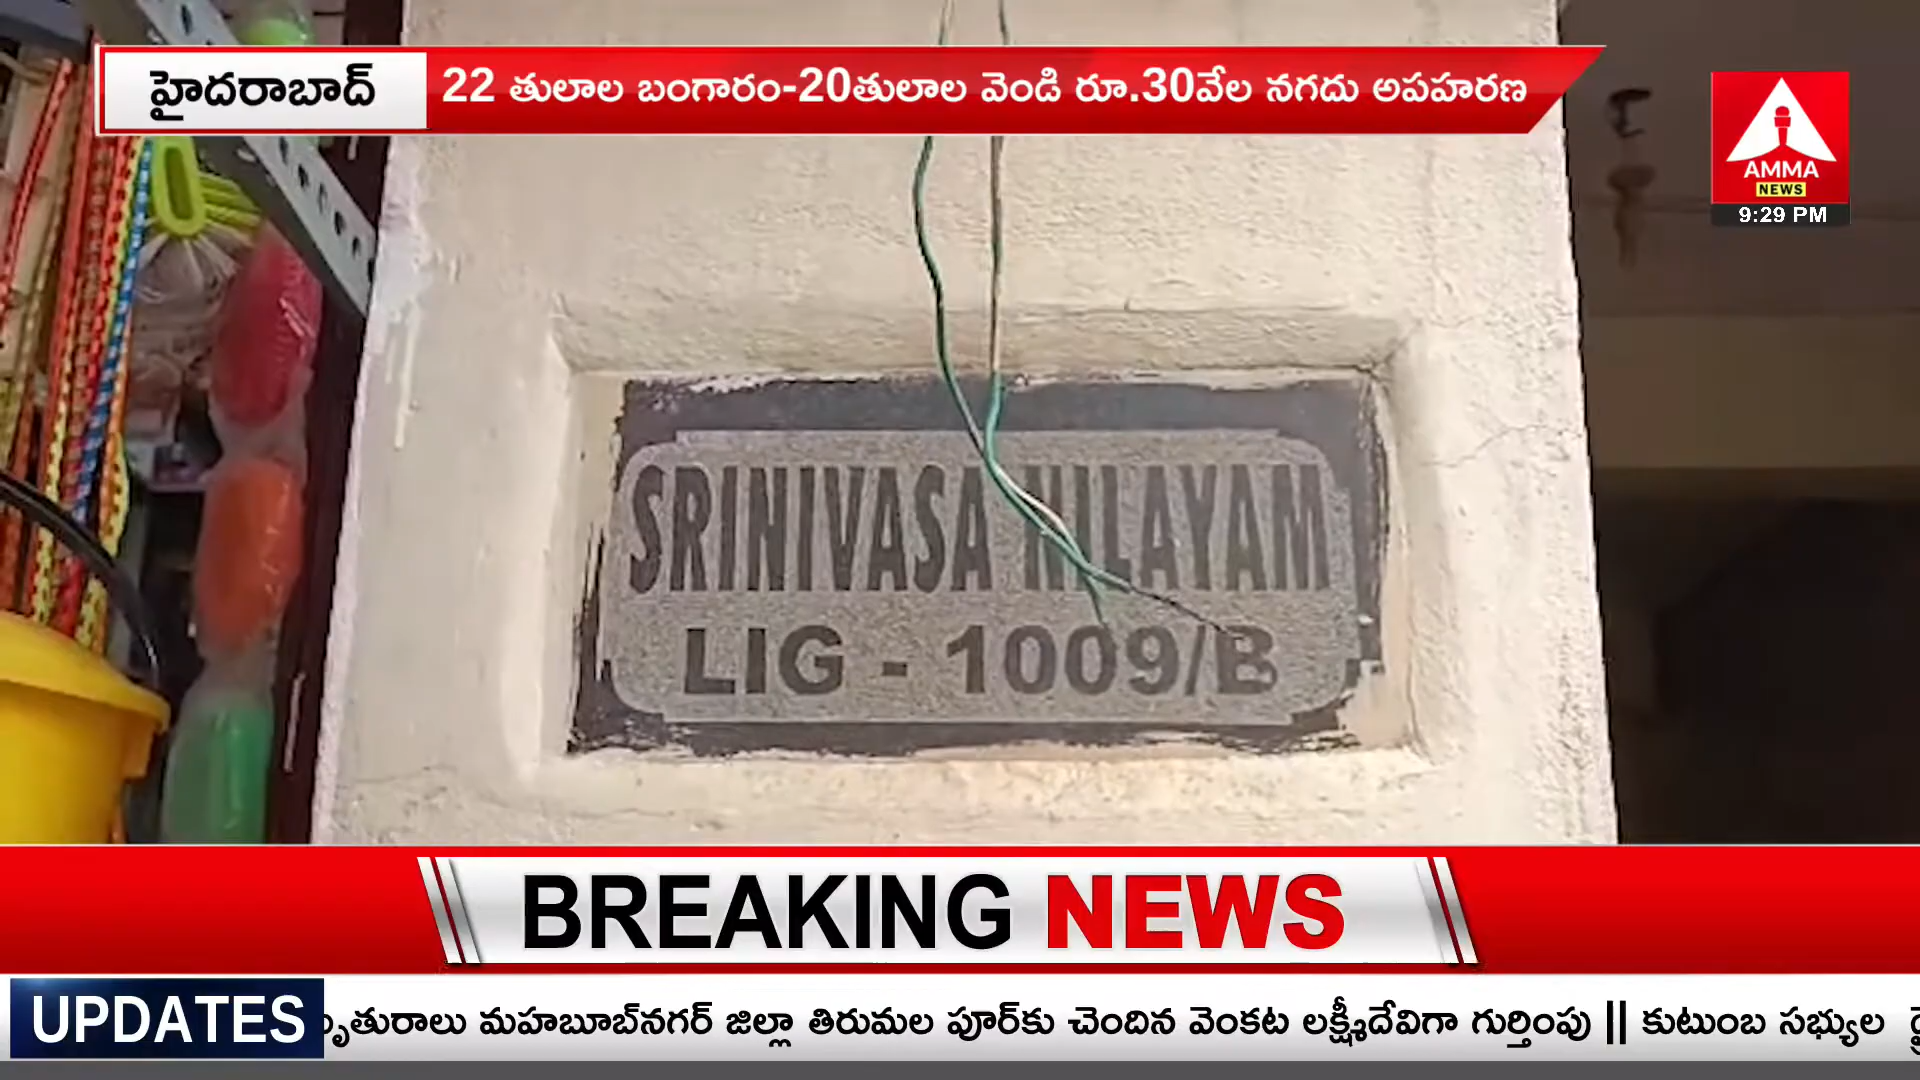 హైదరాబాద్
22 తులాల బంగారం-20తులాల వెండి రూ.30వేల నగదు అపహరణ
AMMA
NEWS
9:29 PM
SRINIVASA NILAYAM
LIG - 1009/B
BREAKING NEWS
UPDATES
మహబూబ్‌నగర్ జిల్లా తిరుమల పూర్‌కు చెందిన వెంకట లక్ష్మీదేవిగా గుర్తింపు || కుటుంబ సభ్యుల